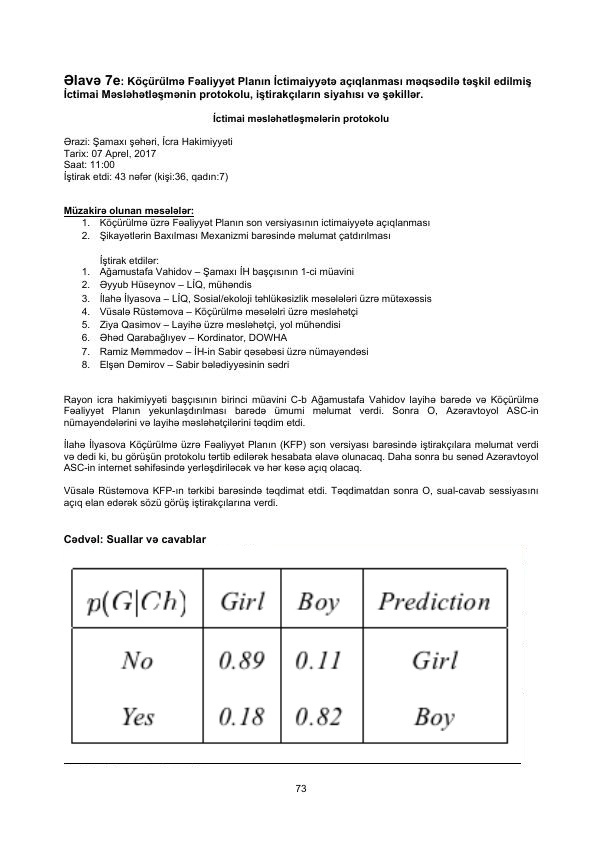 Əlavə 7e: Köçürülmə Fəaliyyət Planın İctimaiyyətə açıqlanması məqsədilə təşkil edilmiş
İctimai Məsləhətləşmənin protokolu, iştirakçıların siyahısı və şəkillər.
İctimai məsləhətləşmələrin protokolu
Ərazi: Şamaxı şəhəri, İcra Hakimiyyəti
Tarix: 07 Aprel, 2017
Saat: 11:00
İştirak etdi: 43 nəfər (kişi:36, qadın:7)
Müzakirə olunan məsələlər:
1. Köçürülmə üzrə Fəaliyyət Planın son versiyasının ictimaiyyətə açıqlanması
2. Şikayətlərin Baxılması Mexanizmi barəsində məlumat çatdırılması
İştirak etdilər:
1. Ağamustafa Vahidov – Şamaxı İH başçısının 1-ci müavini
2. Əyyub Hüseynov – LİQ, mühəndis
3. İlahə İlyasova – LİQ, Sosial/ekoloji təhlükəsizlik məsələləri üzrə mütəxəssis
4. Vüsalə Rüstəmova – Köçürülmə məsələlri üzrə məsləhətçi
5. Ziya Qasimov – Layihə üzrə məsləhətçi, yol mühəndisi
6. Əhəd Qarabağlıyev – Kordinator, DOWHA
7. Ramiz Məmmədov – İH-in Sabir qəsəbəsi üzrə nümayəndəsi
8. Elşən Dəmirov – Sabir bələdiyyəsinin sədri
Rayon icra hakimiyyəti başçısının birinci müavini C-b Ağamustafa Vahidov layihə barədə və Köçürülmə
Fəaliyyət Planın yekunlaşdırılması barədə ümumi məlumat verdi. Sonra O, Azəravtoyol ASC-in
nümayəndələrini və layihə məsləhətçilərini təqdim etdi.
İlahə İlyasova Köçürülmə üzrə Fəaliyyət Planın (KFP) son versiyası barəsində iştirakçılara məlumat verdi
və dedi ki, bu görüşün protokolu tərtib edilərək hesabata əlavə olunacaq. Daha sonra bu sənəd Azəravtoyol
ASC-in internet səhifəsində yerləşdiriləcək və hər kəsə açıq olacaq.
Vüsalə Rüstəmova KFP-ın tərkibi barəsində təqdimat etdi. Təqdimatdan sonra O, sual-cavab sessiyasını
açıq elan edərək sözü görüş iştirakçılarına verdi.
Cədvəl: Suallar və cavablar
p(G|Ch) Girl Boy Prediction
No 0.89 0.11 Girl
Yes 0.18 0.82 Boy
73